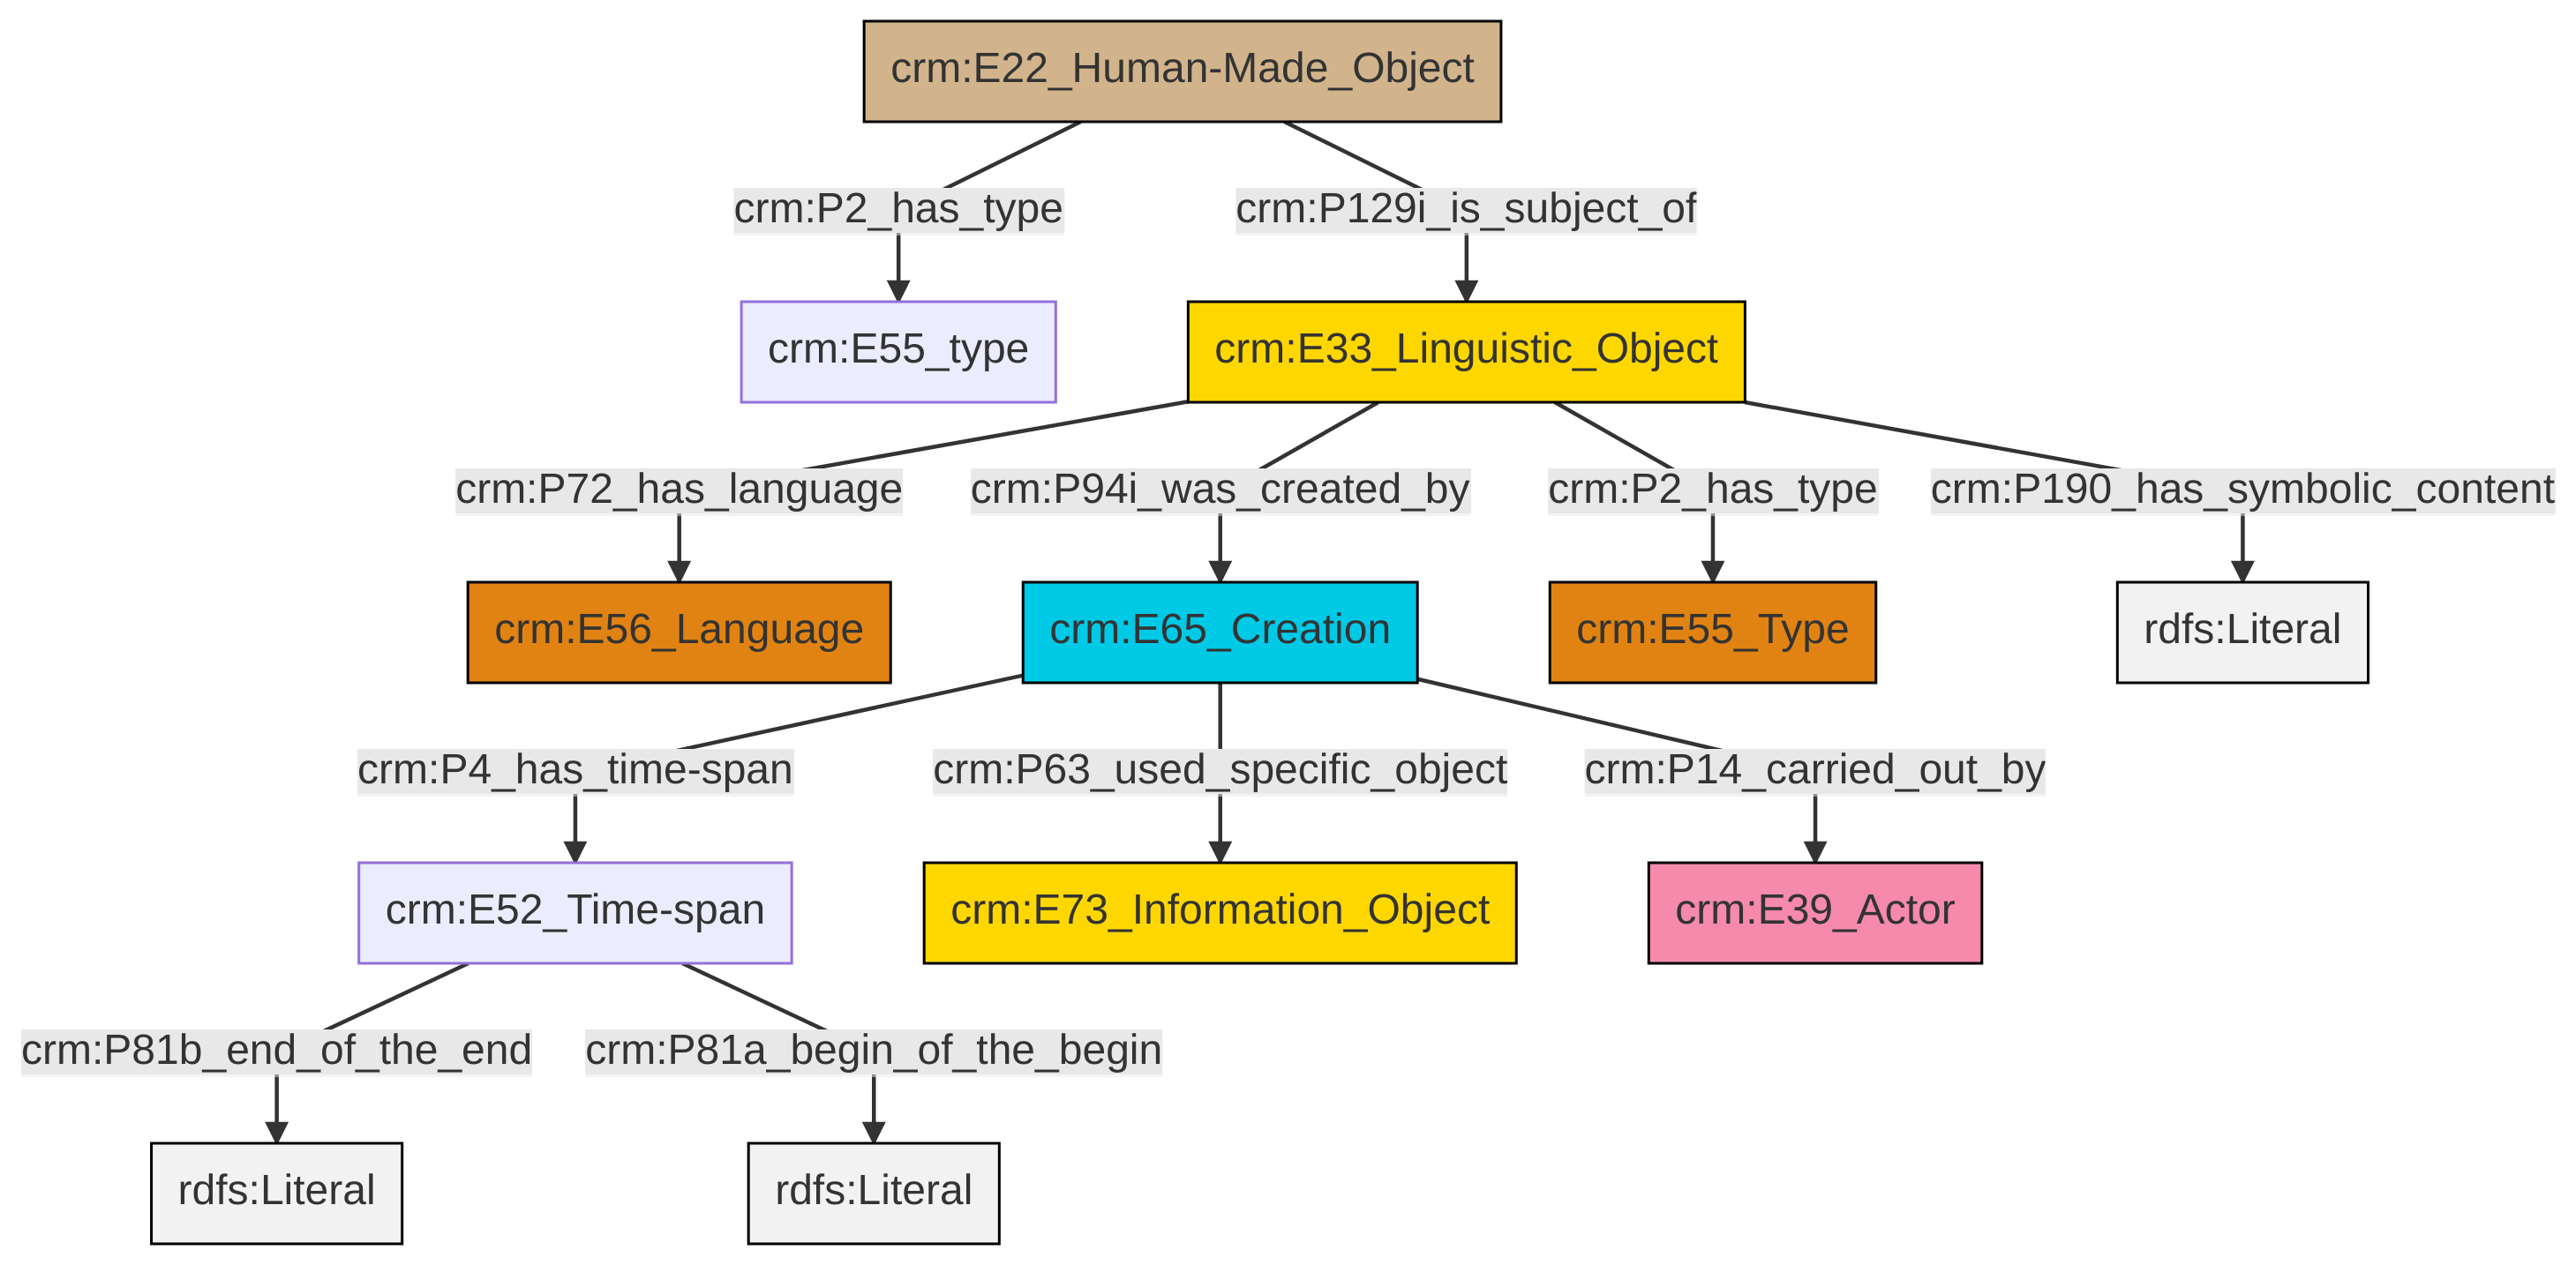 crm:E22_Human-Made_Object
crm:P2_has_type
crm:P129i_is_subject_of
crm:E55_type
crm:E33_Linguistic_Object
crm:P72_has_language
crm:P94i_was_created_by
crm:P2_has_type
crm:P190_has_symbolic_content
crm:E56_Language
crm:E65_Creation
crm:E55_Type
rdfs:Literal
crm:P4_has_time-span
crm:P63_used_specific_object
crm:P14_carried_out_by
crm:E52_Time-span
crm:E73_Information_Object
crm:E39_Actor
crm:P81b_end_of_the_end
crm:P81a_begin_of_the_begin
rdfs:Literal
rdfs:Literal